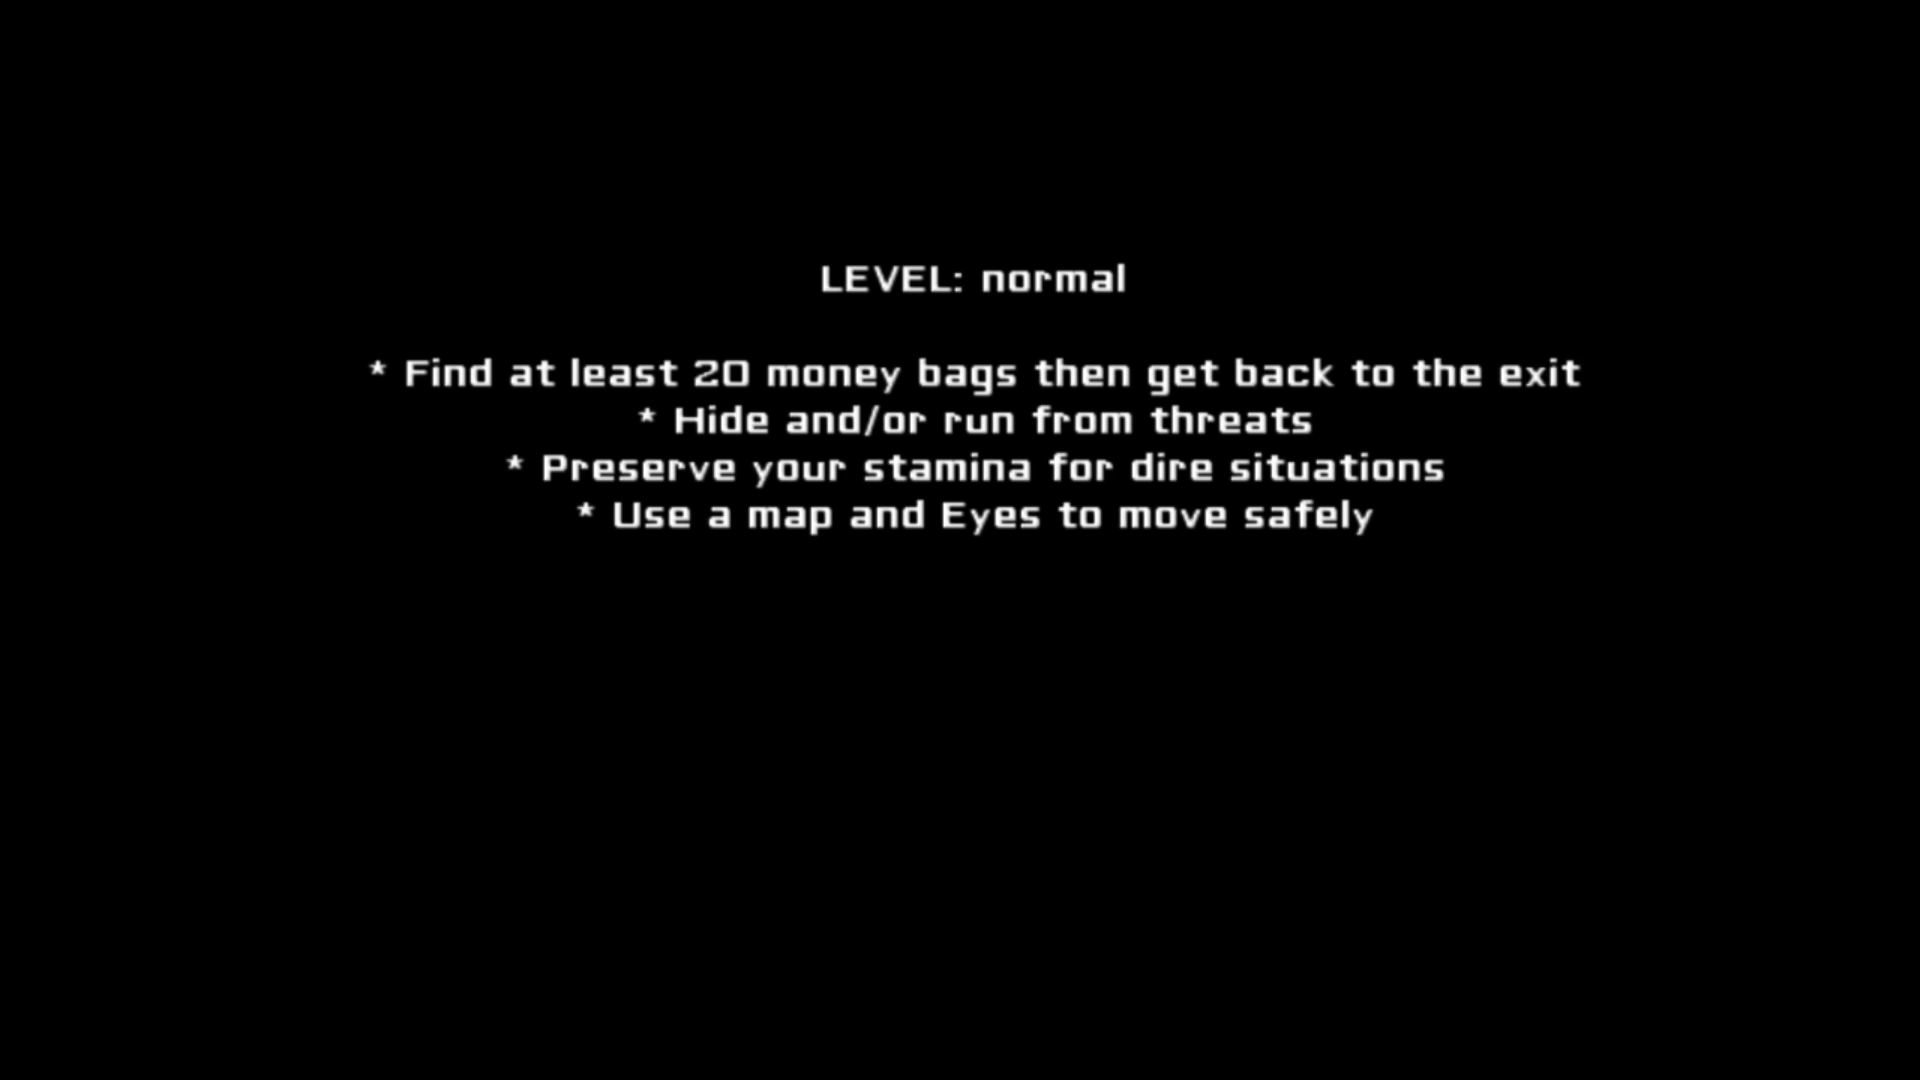 LEVEL: normal
* Find at least 20 money bags then get back to the exit
* Hide and/or run from threats
* Preserve your stamina for dire situations
* Use a map and Eyes to move safely